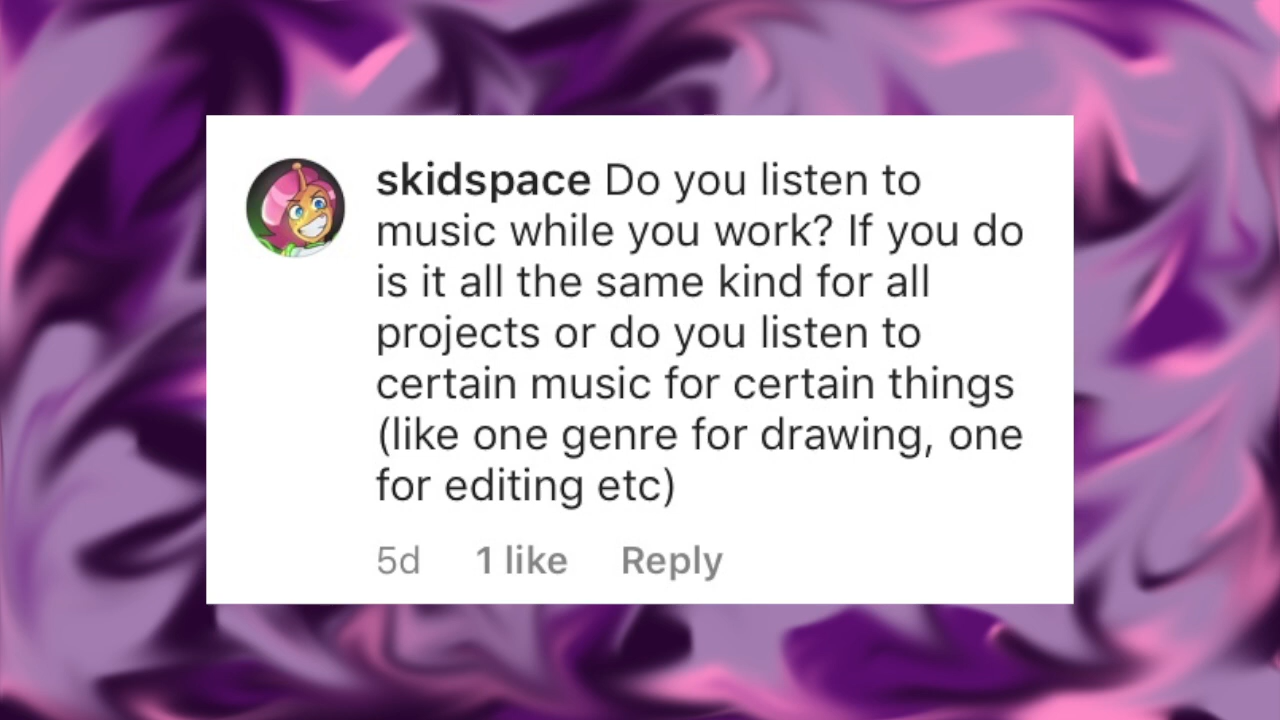 skidspace Do you listen to
music while you work? If you do
is it all the same kind for all
projects or do you listen to
certain music for certain things
(like one genre for drawing, one
for editing etc)
5d 1 like Reply